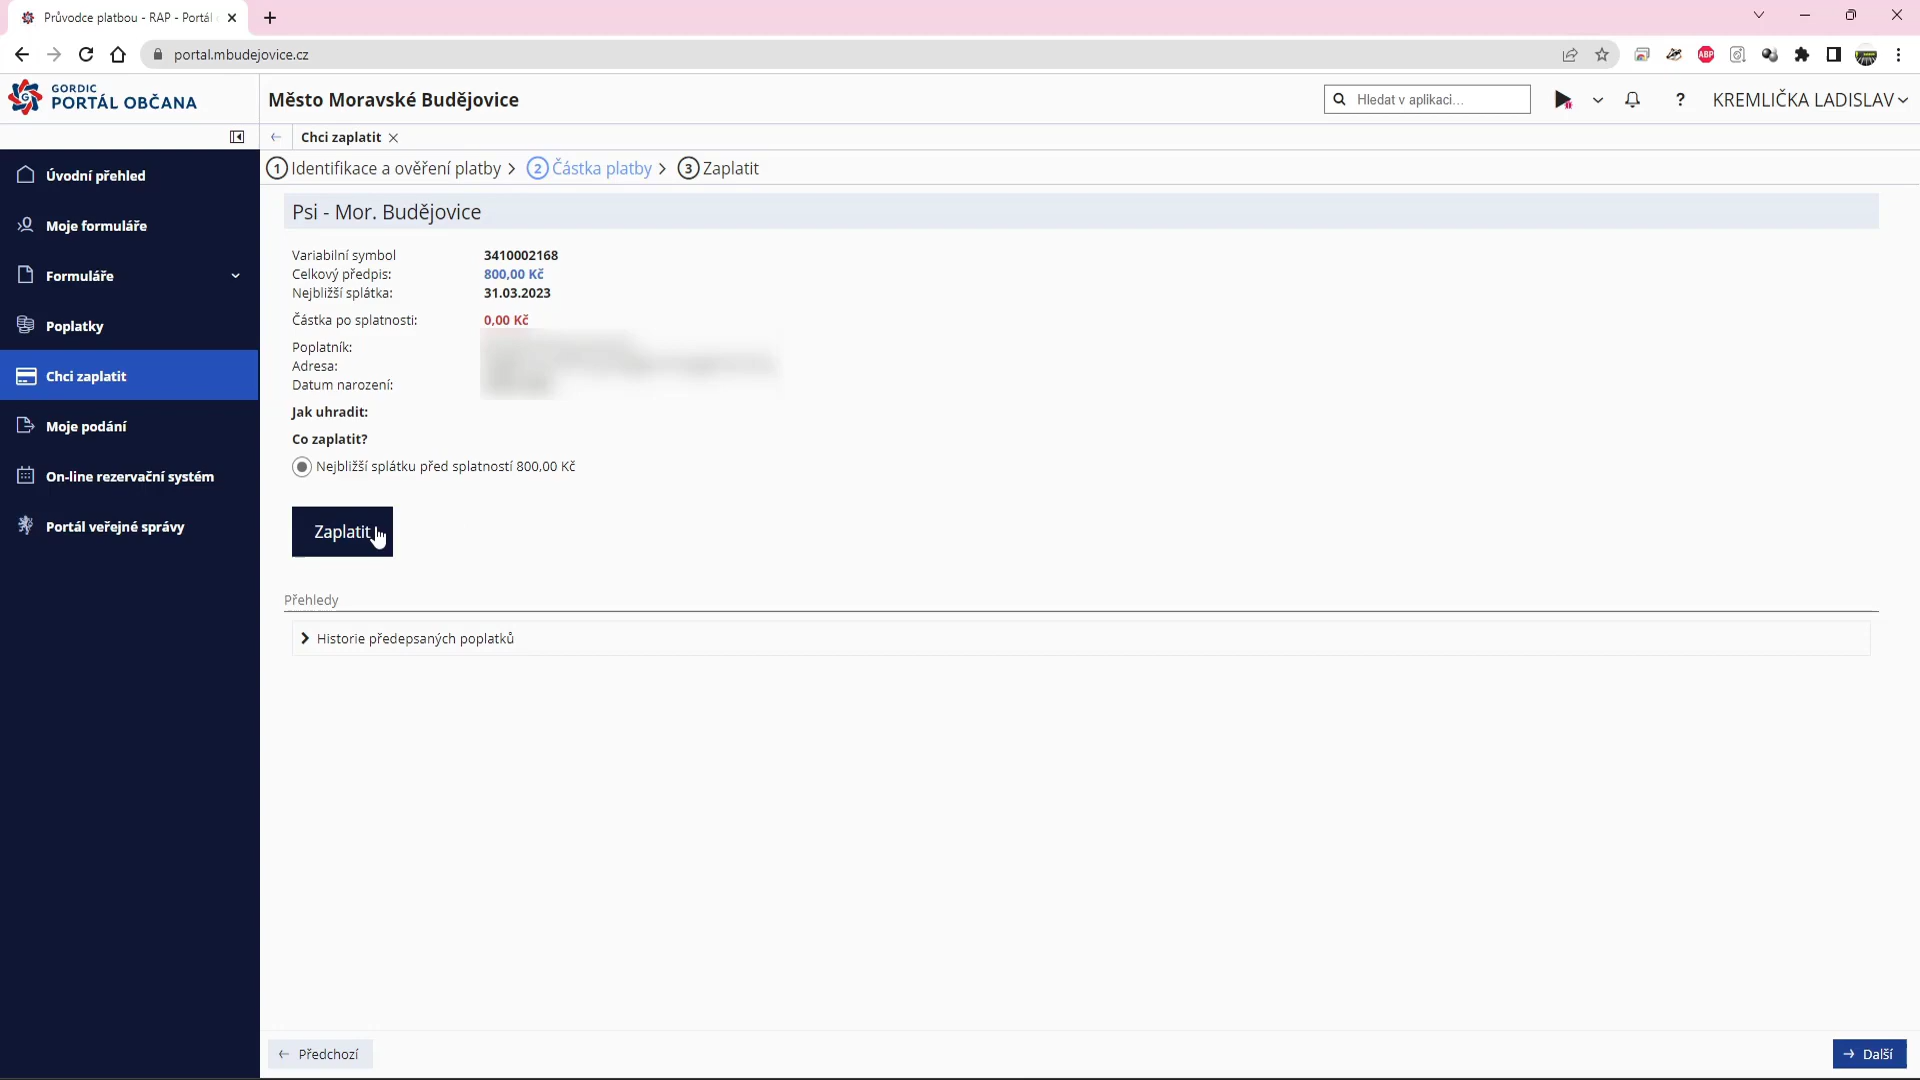 Průvodce platbou - RAP - Portál
portal.mbudejovice.cz
ABP
GORDIC
PORTÁL OBČANA
Město Moravské Budějovice
Hledat v aplikaci...
?
KREMLIČKA LADISLAV
Chci zaplatit
1 Identifikace a ověření platby > 2 Částka platby > 3 Zaplatit
Úvodní přehled
Moje formuláře
Formuláře
Poplatky
Chci zaplatit
Moje podání
On-line rezervační systém
Portál veřejné správy
Psi - Mor. Budějovice
Variabilní symbol 3410002168
Celkový předpis: 800,00 Kč
Nejbližší splátka: 31.03.2023
Částka po splatnosti: 0,00 Kč
Poplatník:
Adresa:
Datum narození:
Jak uhradit:
Co zaplatit?
Nejbližší splátku před splatností 800,00 Kč
Zaplatit
Přehledy
Historie předepsaných poplatků
Předchozí
Další